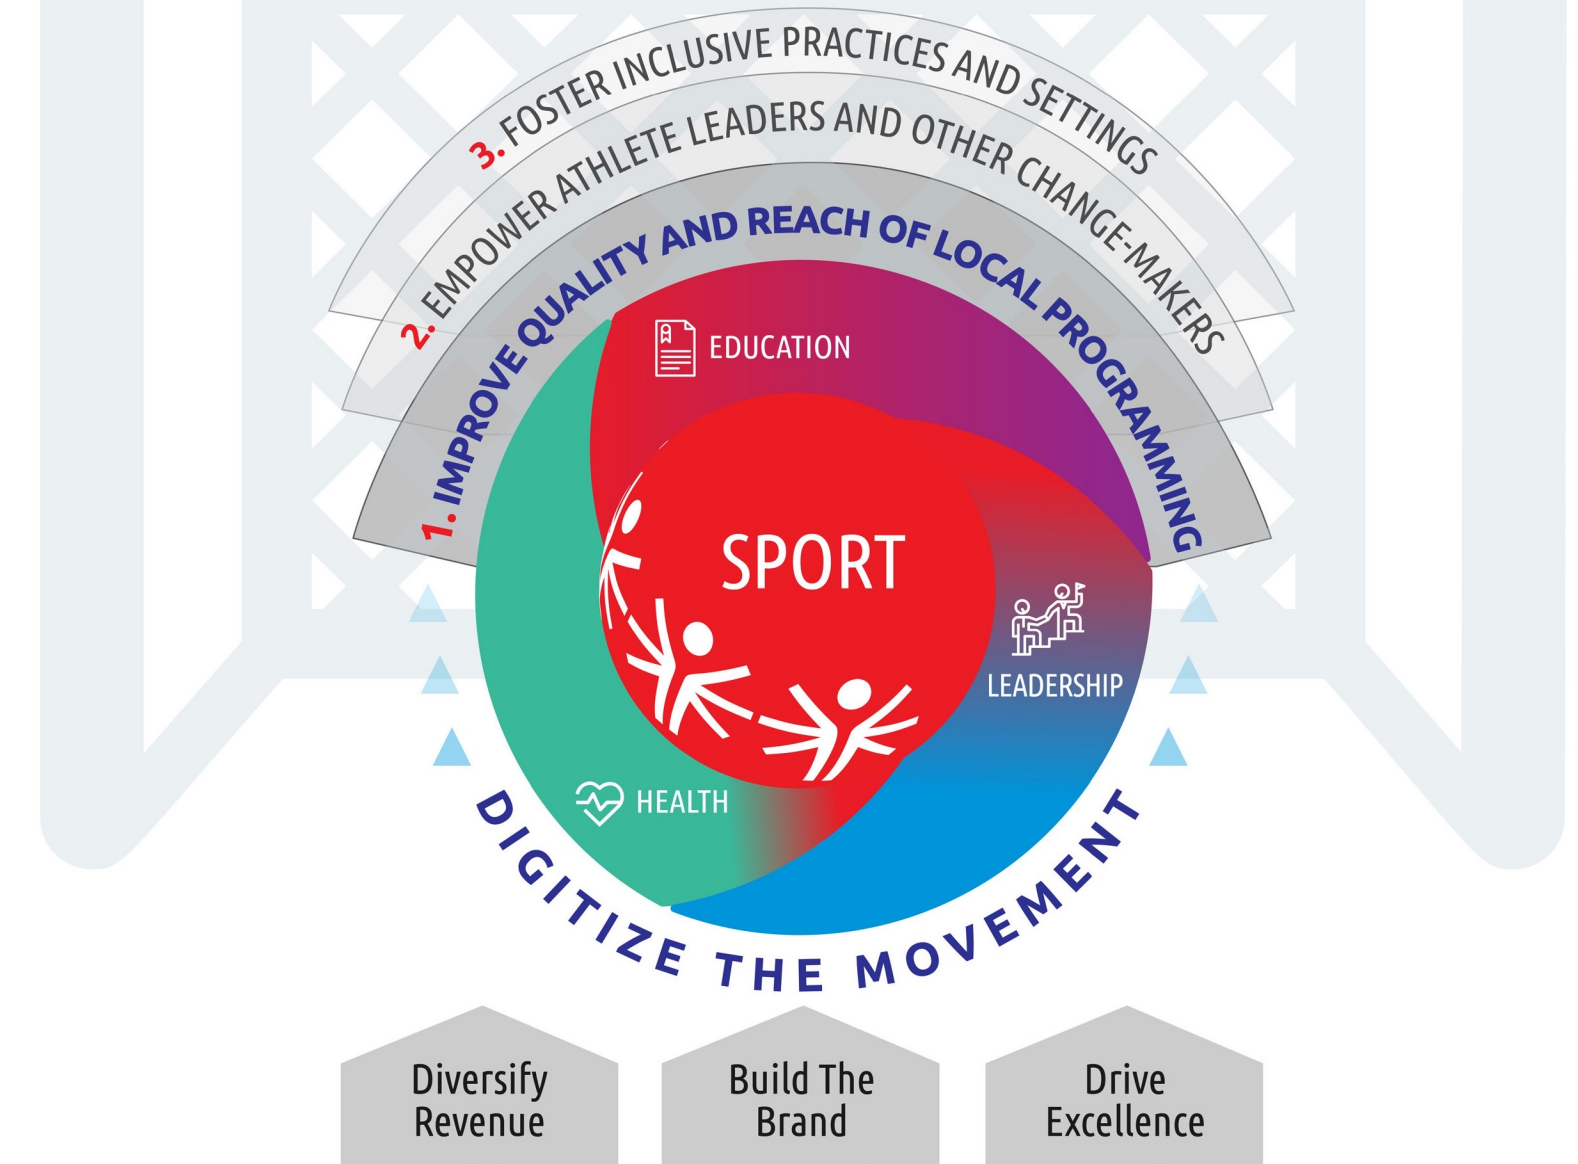 3. FOSTER INCLUSIVE PRACTICES AND SETTINGS
2. EMPOWER ATHLETE LEADERS AND OTHER CHANGE-MAKERS
1. IMPROVE QUALITY AND REACH OF LOCAL PROGRAMMING
EDUCATION
SPORT
LEADERSHIP
HEALTH
DIGITIZE THE MOVEMENT
Diversify
Revenue
Build The
Brand
Drive
Excellence